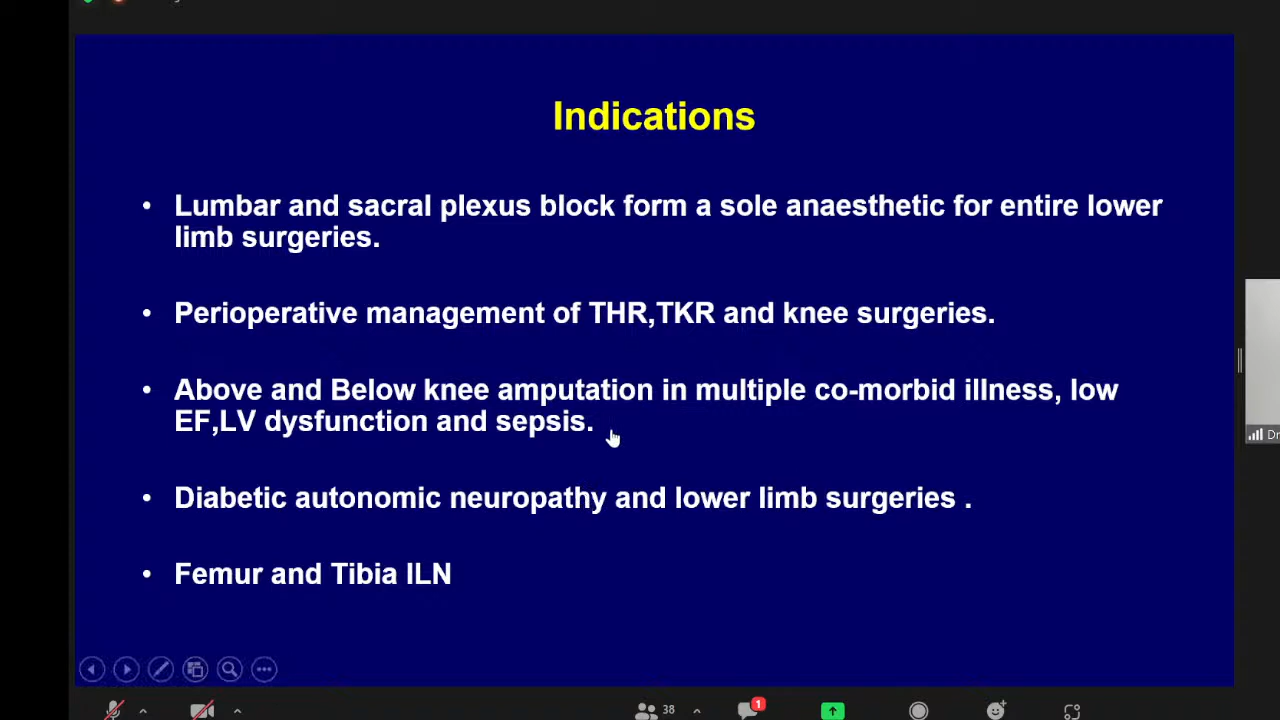 Indications
• Lumbar and sacral plexus block form a sole anaesthetic for entire lower
limb surgeries.
• Perioperative management of THR,TKR and knee surgeries.
• Above and Below knee amputation in multiple co-morbid illness, low
EF,LV dysfunction and sepsis.
• Diabetic autonomic neuropathy and lower limb surgeries .
• Femur and Tibia ILN
Dr
38
1